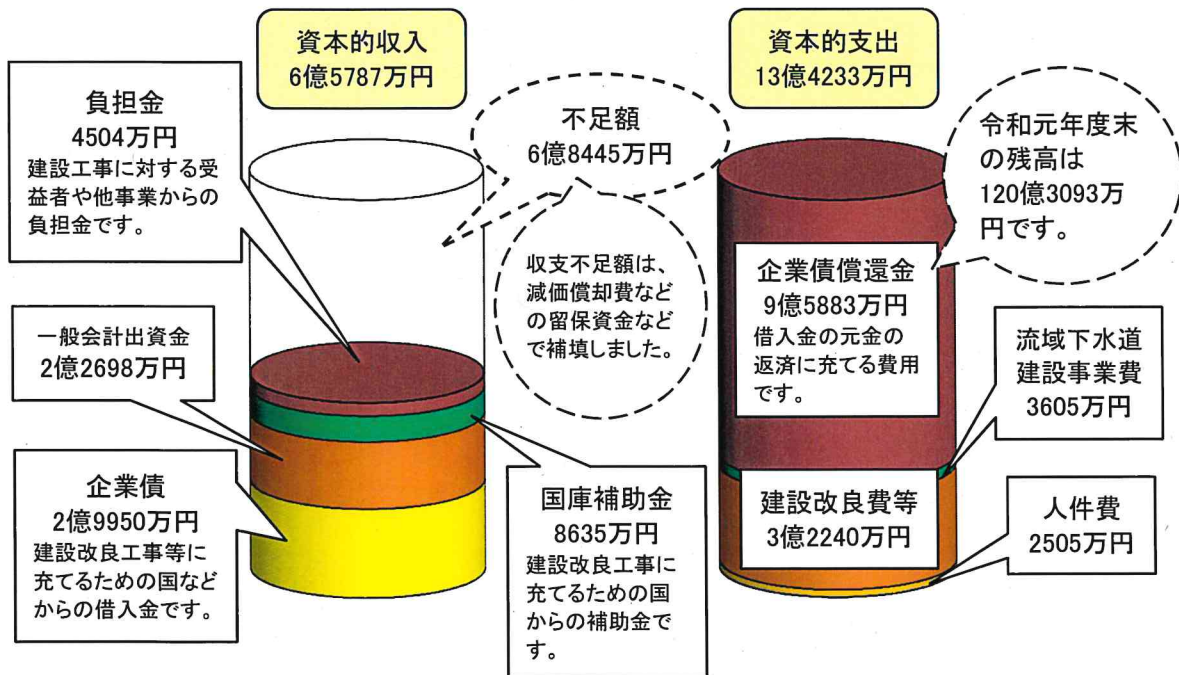 資本的収入
6億5787万円
負担金
4504万円
建設工事に対する受
益者や他事業からの
負担金です。
一般会計出資金
2億2698万円
企業債
2億9950万円
建設改良工事等に
充てるための国など
からの借入金です。
国庫補助金
8635万円
建設改良工事に
充てるための国
からの補助金で
す。
不足額
6億8445万円
収支不足額は、
減価償却費など
の留保資金など
で補填しました。
資本的支出
13億4233万円
令和元年度末
の残高は
120億3093万
円です。
企業債償還金
9億5883万円
借入金の元金の
返済に充てる費用
です。
流域下水道
建設事業費
3605万円
建設改良費等
3億2240万円
人件費
2505万円